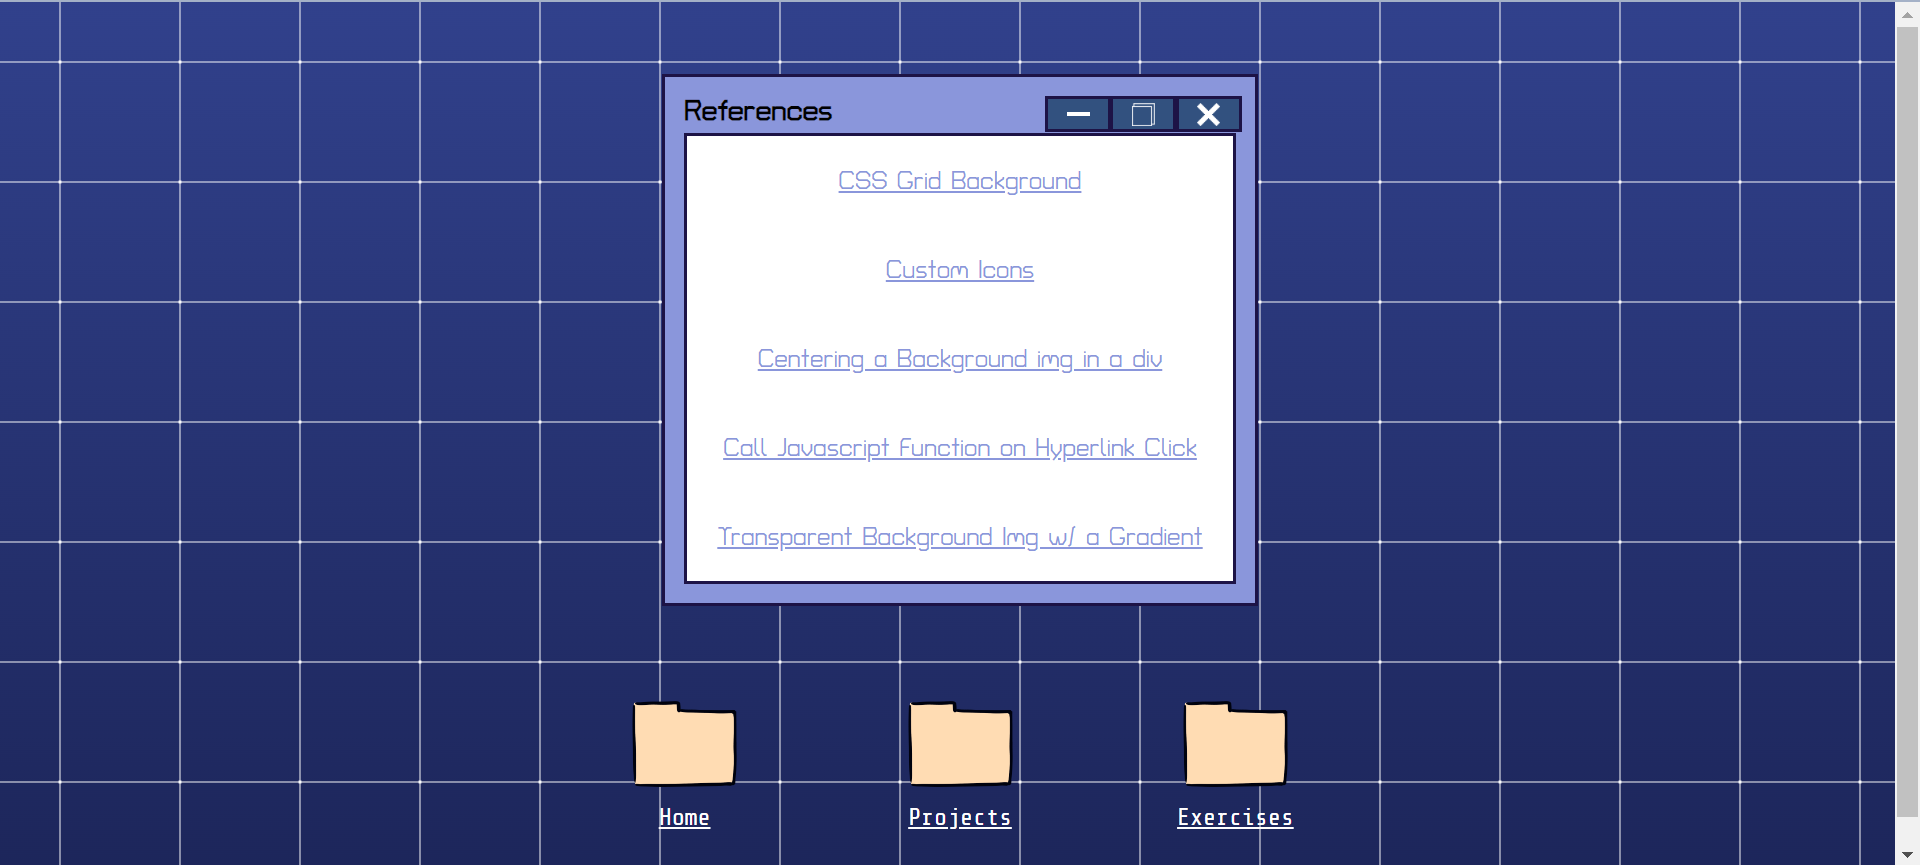 References
CSS Grid Background
Custom Icons
Centering a Background img in a div
Call Javascript Function on Hyperlink Click
Transparent Background Img w/ a Gradient
Home
Projects
Exercises